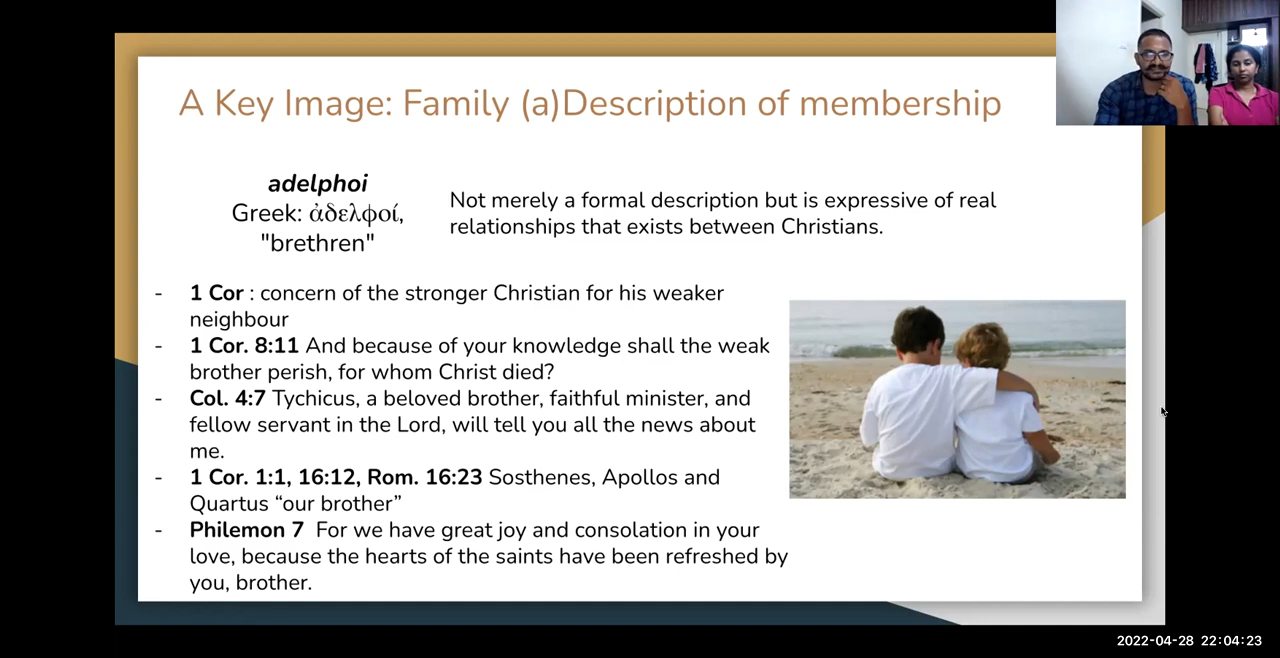 A Key Image: Family (a)Description of membership
adelphoi
Greek: ἀδελφοί,
"brethren"
Not merely a formal description but is expressive of real
relationships that exists between Christians.
- 1 Cor : concern of the stronger Christian for his weaker
neighbour
- 1 Cor. 8:11 And because of your knowledge shall the weak
brother perish, for whom Christ died?
- Col. 4:7 Tychicus, a beloved brother, faithful minister, and
fellow servant in the Lord, will tell you all the news about
me.
- 1 Cor. 1:1, 16:12, Rom. 16:23 Sosthenes, Apollos and
Quartus “our brother”
- Philemon 7 For we have great joy and consolation in your
love, because the hearts of the saints have been refreshed by
you, brother.
2022-04-28 22:04:23